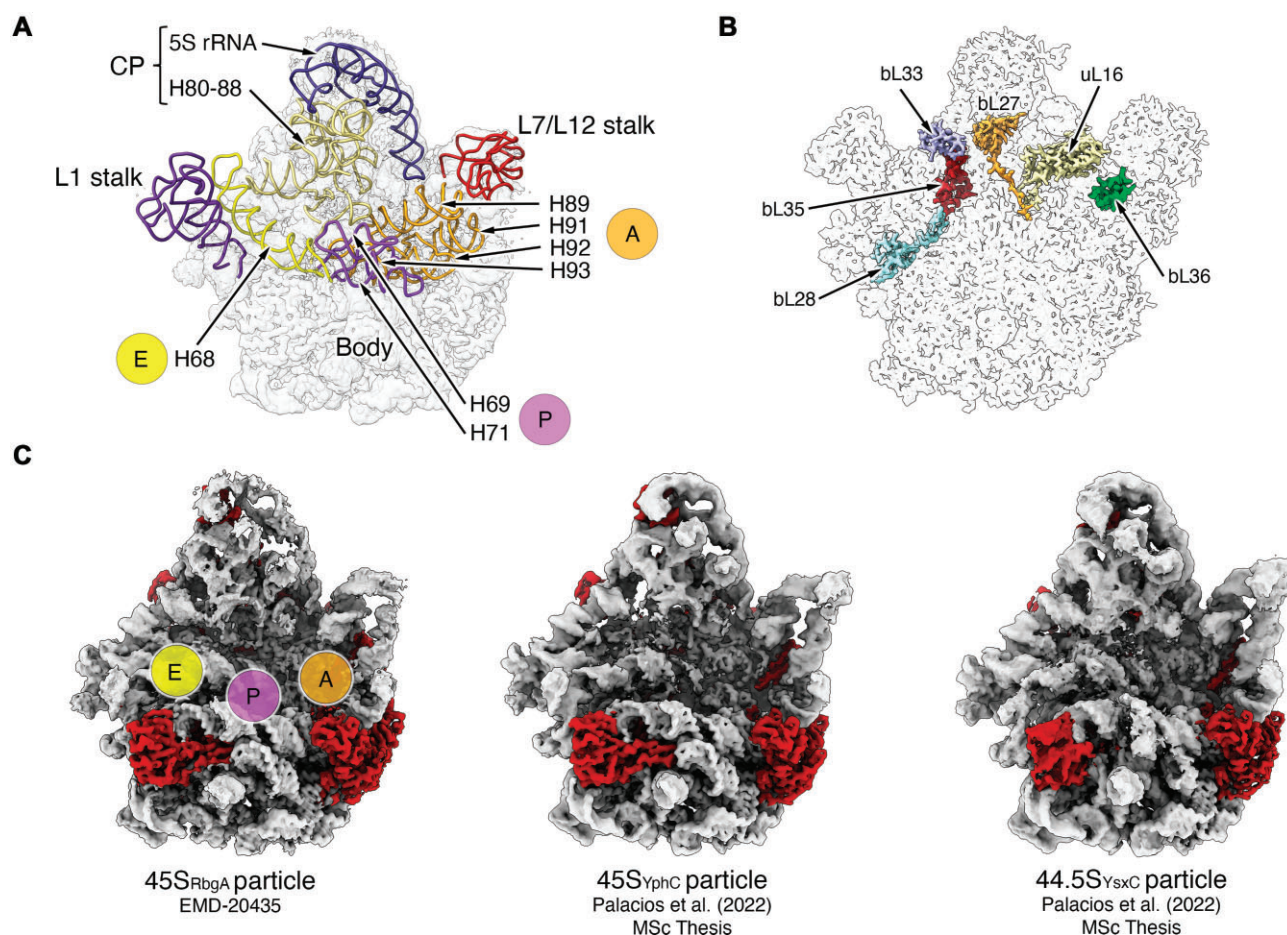 A
5S rRNA
CP
H80-88
L7/L12 stalk
L1 stalk
H89
H91
A
H92
H93
Body
E
H68
H69
P
H71
B
bL33
bL27
uL16
bL35
bL28
bL36
C
E
P
A
45SRbgA particle
EMD-20435
45SYphC particle
Palacios et al. (2022)
MSc Thesis
44.5SYsxC particle
Palacios et al. (2022)
MSc Thesis